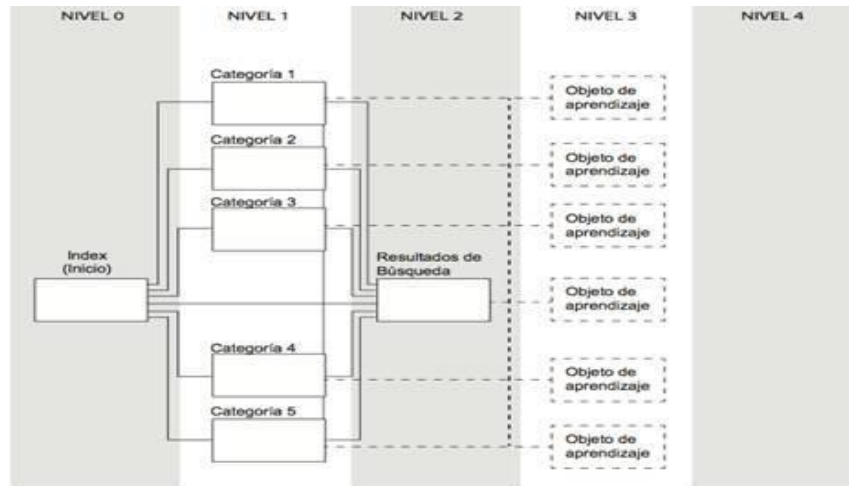 NIVEL 0 NIVEL 1 NIVEL 2 NIVEL 3 NIVEL 4
Categoría 1
Objeto de
aprendizaje
Categoría 2
Objeto de
aprendizaje
Categoría 3
Objeto de
aprendizaje
Index
(Inicio)
Resultados de
Búsqueda
Objeto de
aprendizaje
Categoría 4
Objeto de
aprendizaje
Categoría 5
Objeto de
aprendizaje